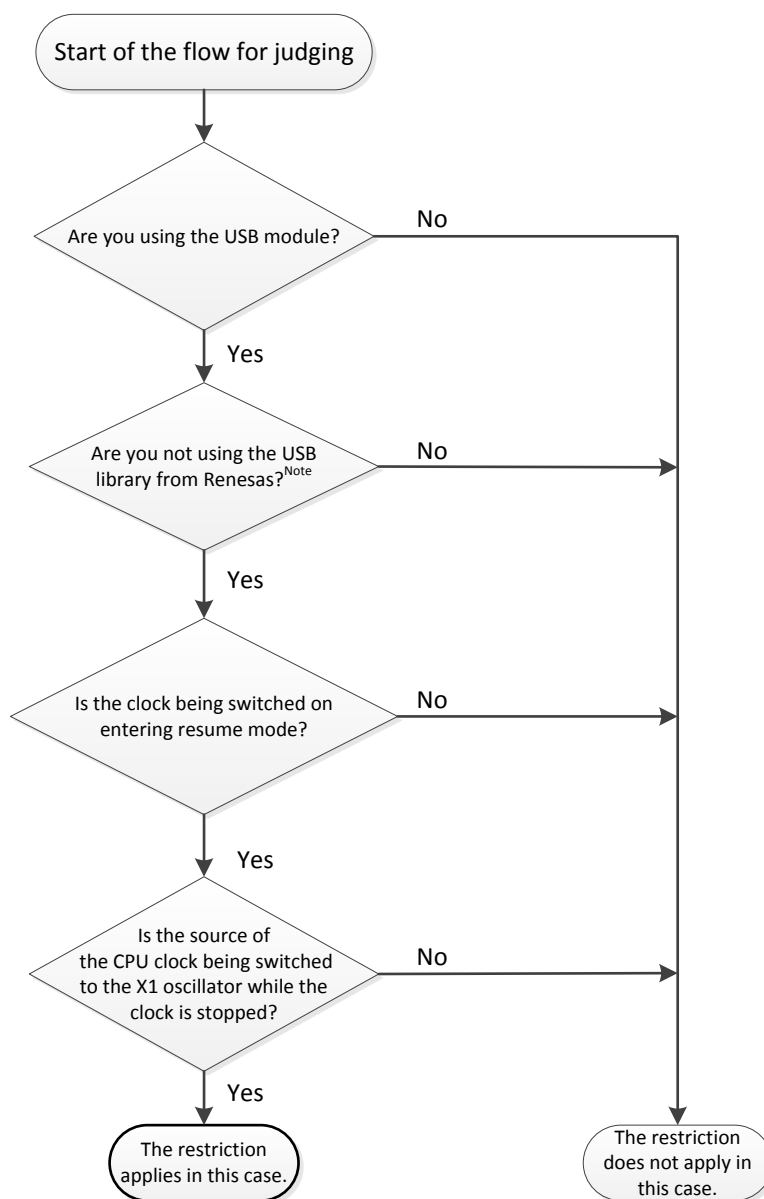 Start of the flow for judging
Are you using the USB module?
No
Yes
Are you not using the USB
library from Renesas?Note
No
Yes
Is the clock being switched on
entering resume mode?
No
Yes
Is the source of
the CPU clock being switched
to the X1 oscillator while the
clock is stopped?
No
Yes
The restriction
applies in this case.
The restriction
does not apply in
this case.